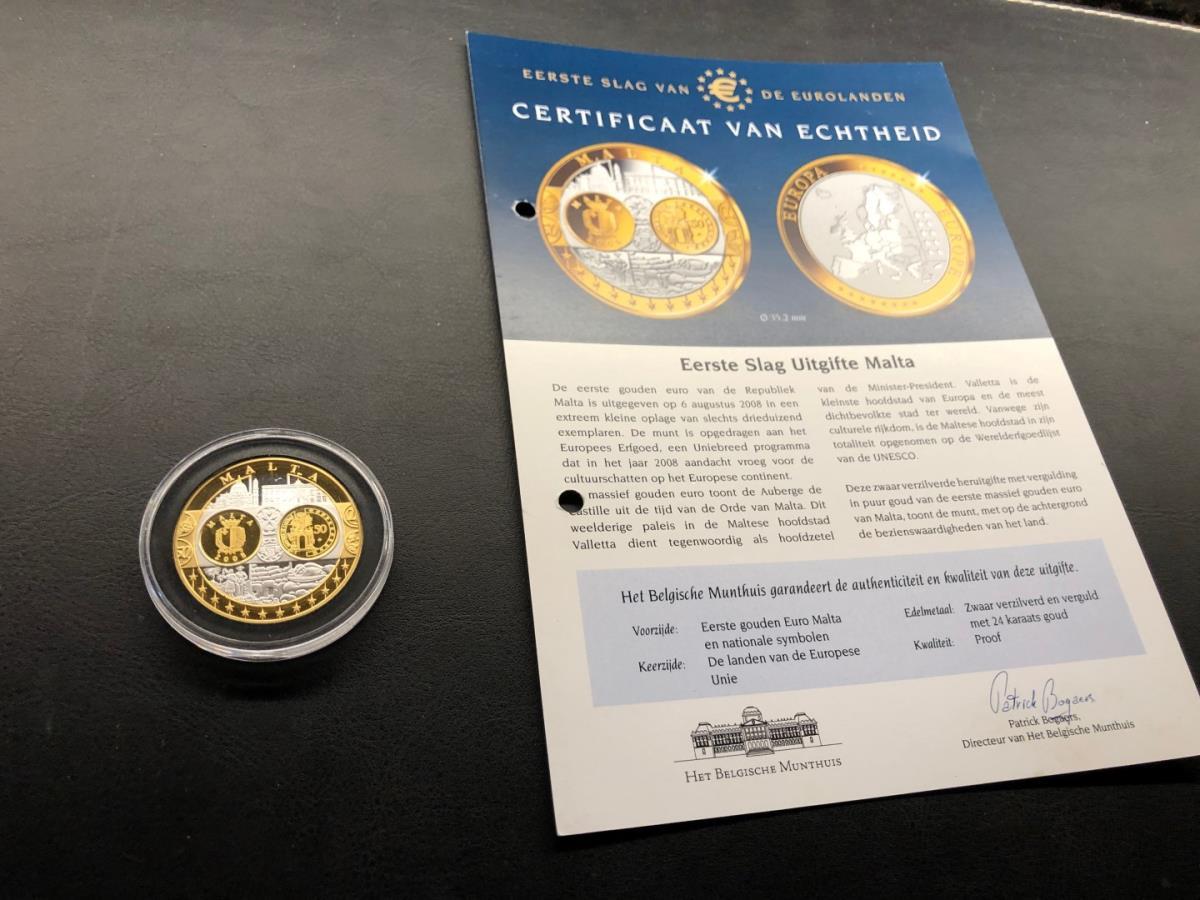 EERSTE SLAG VAN € DE EUROLANDEN
CERTIFICAAT VAN ECHTHEID
MALTA
MALTA
50
EUROPA
EUROPE
Ø 35.2 mm
Eerste Slag Uitgifte Malta
De eerste gouden euro van de Republiek
Malta is uitgegeven op 6 augustus 2008 in een
extreem kleine oplage van slechts drieduizend
exemplaren. De munt is opgedragen aan het
Europees Erfgoed, een Uniebreed programma
dat in het jaar 2008 aandacht vroeg voor de
cultuurschatten op het Europese continent.
massief gouden euro toont de Auberge de
Castille uit de tijd van de Orde van Malta. Dit
weelderige paleis in de Maltese hoofdstad
Valletta dient tegenwoordig als hoofdzetel
van de Minister-President. Valletta is de
kleinste hoofdstad van Europa en de meest
dichtbevolkte stad ter wereld. Vanwege zijn
culturele rijkdom, is de Maltese hoofdstad in zijn
totaliteit opgenomen op de Werelderfgoedlijst
van de UNESCO.
Deze zwaar verzilverde heruitgifte met vergulding
in puur goud van de eerste massief gouden euro
van Malta, toont de munt, met op de achtergrond
de bezienswaardigheden van het land.
Het Belgische Munthuis garandeert de authenticiteit en kwaliteit van deze uitgifte.
Voorzijde: Eerste gouden Euro Malta
en nationale symbolen
Keerzijde: De landen van de Europese
Unie
Edelmetaal: Zwaar verzilverd en verguld
met 24 karaats goud
Kwaliteit: Proof
Patrick Bogaers
Patrick Bogaers,
Directeur van Het Belgische Munthuis
HET BELGISCHE MUNTHUIS
MALTA
MALTA
2008
50